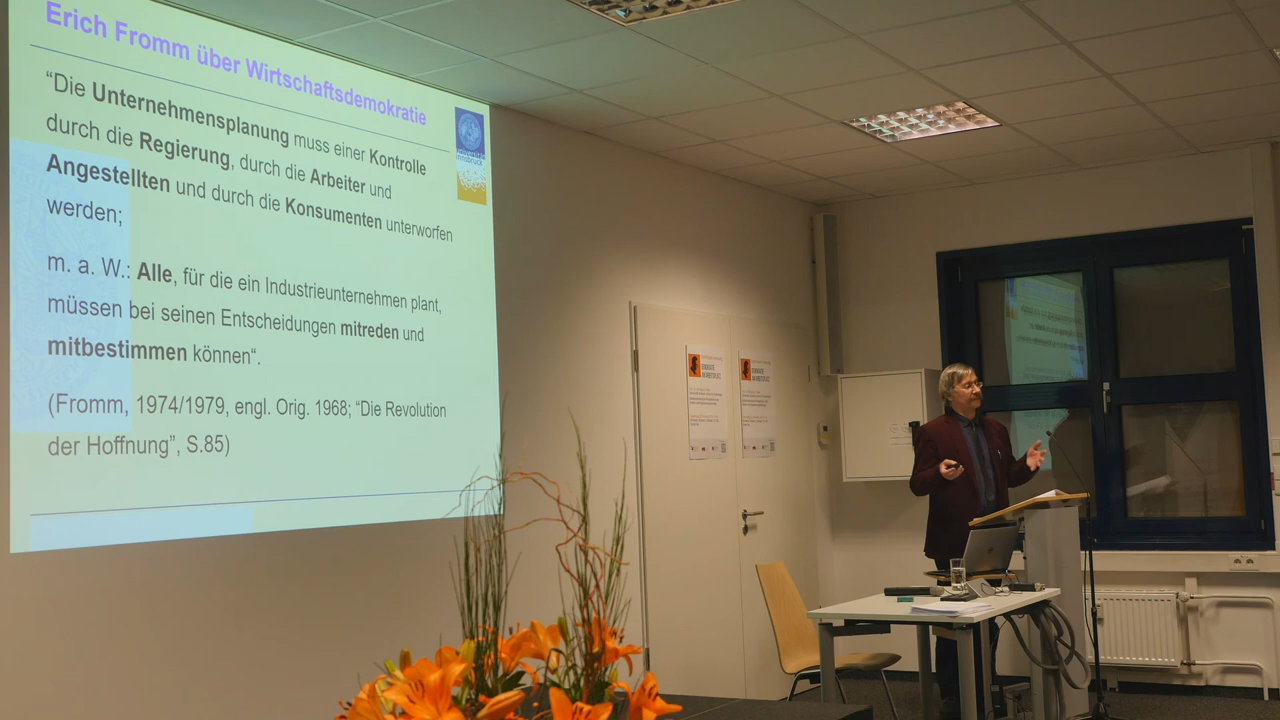 Erich Fromm über Wirtschaftsdemokratie
“Die Unternehmensplanung muss einer Kontrolle
durch die Regierung, durch die Arbeiter und
Angestellten und durch die Konsumenten unterworfen
werden;
m. a. W.: Alle, für die ein Industrieunternehmen plant,
müssen bei seinen Entscheidungen mitreden und
mitbestimmen können“.
(Fromm, 1974/1979, engl. Orig. 1968; “Die Revolution
der Hoffnung”, S.85)
universität
innsbruck